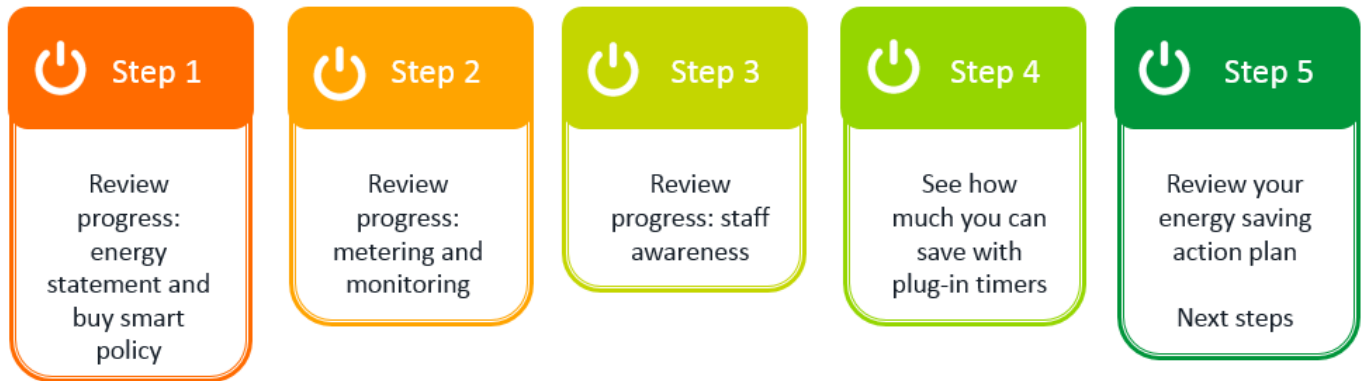 Step 1
Review
progress:
energy
statement and
buy smart
policy
Step 2
Review
progress:
metering and
monitoring
Step 3
Review
progress: staff
awareness
Step 4
See how
much you can
save with
plug-in timers
Step 5
Review your
energy saving
action plan
Next steps